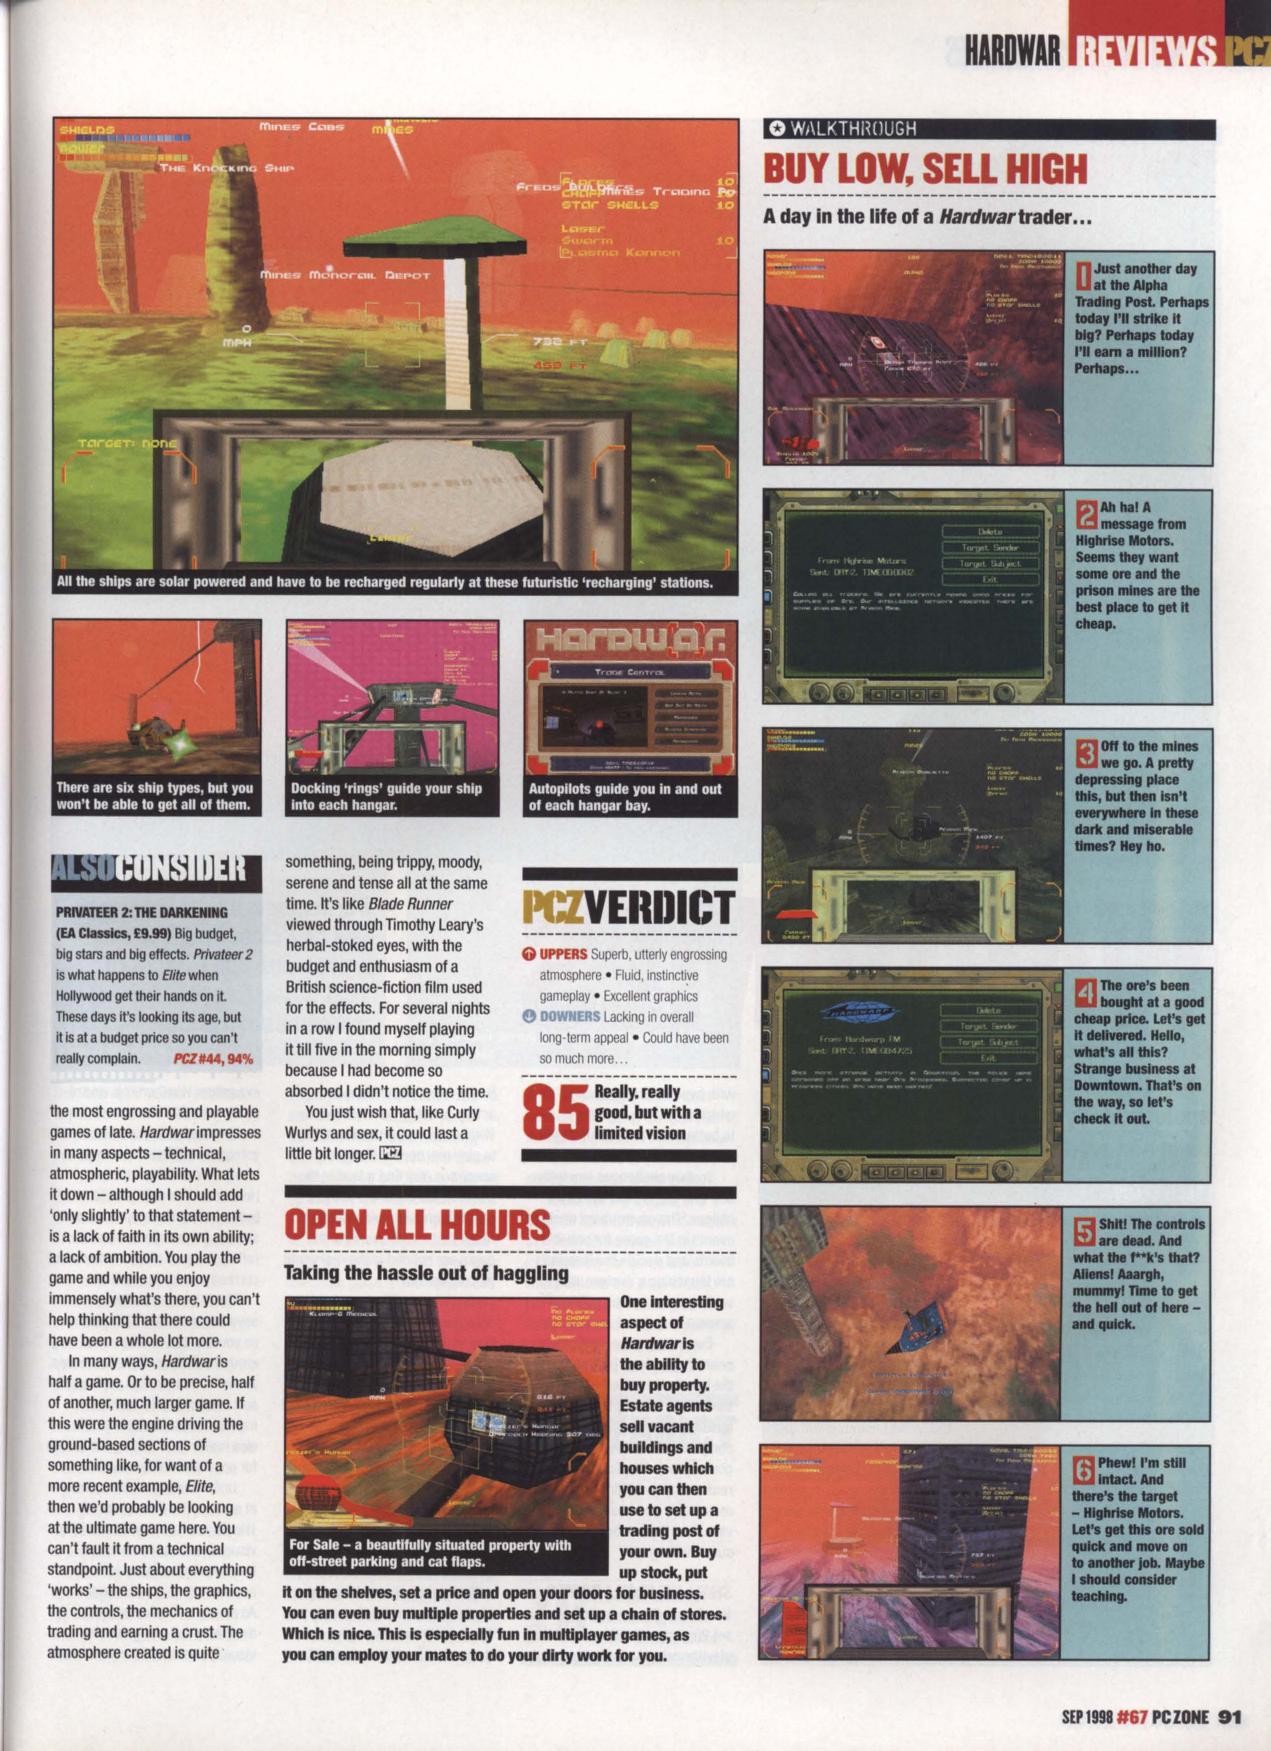 HARDWAR REVIEWS PCZ
SHIELDS
POWER
MINES CABS
MINES
THE KNOCKING SHIP
FREDS BUILDERS
MINES TRADING PO
FLARES 10
CHAFF 10
STAR SHELLS 10
LASER
SWARM 10
PLASMA KANNON
MINES MONORAIL DEPOT
0
MPH
732 FT
459 FT
TARGET: NONE
LASER
All the ships are solar powered and have to be recharged regularly at these futuristic ‘recharging’ stations.
There are six ship types, but you
won’t be able to get all of them.
Docking ‘rings’ guide your ship
into each hangar.
HARDWAR
TRADE CONTROL
Autopilots guide you in and out
of each hangar bay.
ALSOCONSIDER
PRIVATEER 2: THE DARKENING
(EA Classics, £9.99) Big budget,
big stars and big effects. Privateer 2
is what happens to Elite when
Hollywood get their hands on it.
These days it’s looking its age, but
it is at a budget price so you can’t
really complain. PCZ #44, 94%
the most engrossing and playable
games of late. Hardwar impresses
in many aspects – technical,
atmospheric, playability. What lets
it down – although I should add
‘only slightly’ to that statement –
is a lack of faith in its own ability;
a lack of ambition. You play the
game and while you enjoy
immensely what’s there, you can’t
help thinking that there could
have been a whole lot more.
In many ways, Hardwar is
half a game. Or to be precise, half
of another, much larger game. If
this were the engine driving the
ground-based sections of
something like, for want of a
more recent example, Elite,
then we’d probably be looking
at the ultimate game here. You
can’t fault it from a technical
standpoint. Just about everything
‘works’ – the ships, the graphics,
the controls, the mechanics of
trading and earning a crust. The
atmosphere created is quite
something, being trippy, moody,
serene and tense all at the same
time. It’s like Blade Runner
viewed through Timothy Leary’s
herbal-stoked eyes, with the
budget and enthusiasm of a
British science-fiction film used
for the effects. For several nights
in a row I found myself playing
it till five in the morning simply
because I had become so
absorbed I didn’t notice the time.
You just wish that, like Curly
Wurlys and sex, it could last a
little bit longer. PCZ
PCZVERDICT
UPPERS Superb, utterly engrossing
atmosphere • Fluid, instinctive
gameplay • Excellent graphics
DOWNERS Lacking in overall
long-term appeal • Could have been
so much more…
85
Really, really
good, but with a
limited vision
OPEN ALL HOURS
Taking the hassle out of haggling
KLAMP-G MEDICAL
For Sale – a beautifully situated property with
off-street parking and cat flaps.
One interesting
aspect of
Hardwar is
the ability to
buy property.
Estate agents
sell vacant
buildings and
houses which
you can then
use to set up a
trading post of
your own. Buy
up stock, put
it on the shelves, set a price and open your doors for business.
You can even buy multiple properties and set up a chain of stores.
Which is nice. This is especially fun in multiplayer games, as
you can employ your mates to do your dirty work for you.
WALKTHROUGH
BUY LOW, SELL HIGH
A day in the life of a Hardwar trader…
1 Just another day
at the Alpha
Trading Post. Perhaps
today I’ll strike it
big? Perhaps today
I’ll earn a million?
Perhaps…
Delete
Target Sender
Target Subject
Exit
From: Highrise Motors
2 Ah ha! A
message from
Highrise Motors.
Seems they want
some ore and the
prison mines are the
best place to get it
cheap.
3 Off to the mines
we go. A pretty
depressing place
this, but then isn’t
everywhere in these
dark and miserable
times? Hey ho.
Delete
Target Sender
Target Subject
Exit
From: Hardwarp FM
4 The ore’s been
bought at a good
cheap price. Let’s get
it delivered. Hello,
what’s all this?
Strange business at
Downtown. That’s on
the way, so let’s
check it out.
5 Shit! The controls
are dead. And
what the f**k’s that?
Aliens! Aaargh,
mummy! Time to get
the hell out of here –
and quick.
6 Phew! I’m still
intact. And
there’s the target
– Highrise Motors.
Let’s get this ore sold
quick and move on
to another job. Maybe
I should consider
teaching.
SEP 1998 #67 PC ZONE 91